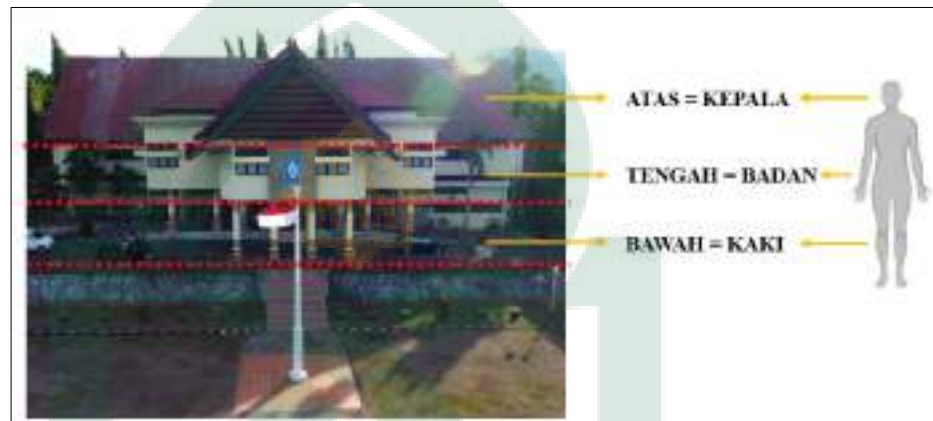 ATAS = KEPALA
TENGAH = BADAN
BAWAH = KAKI